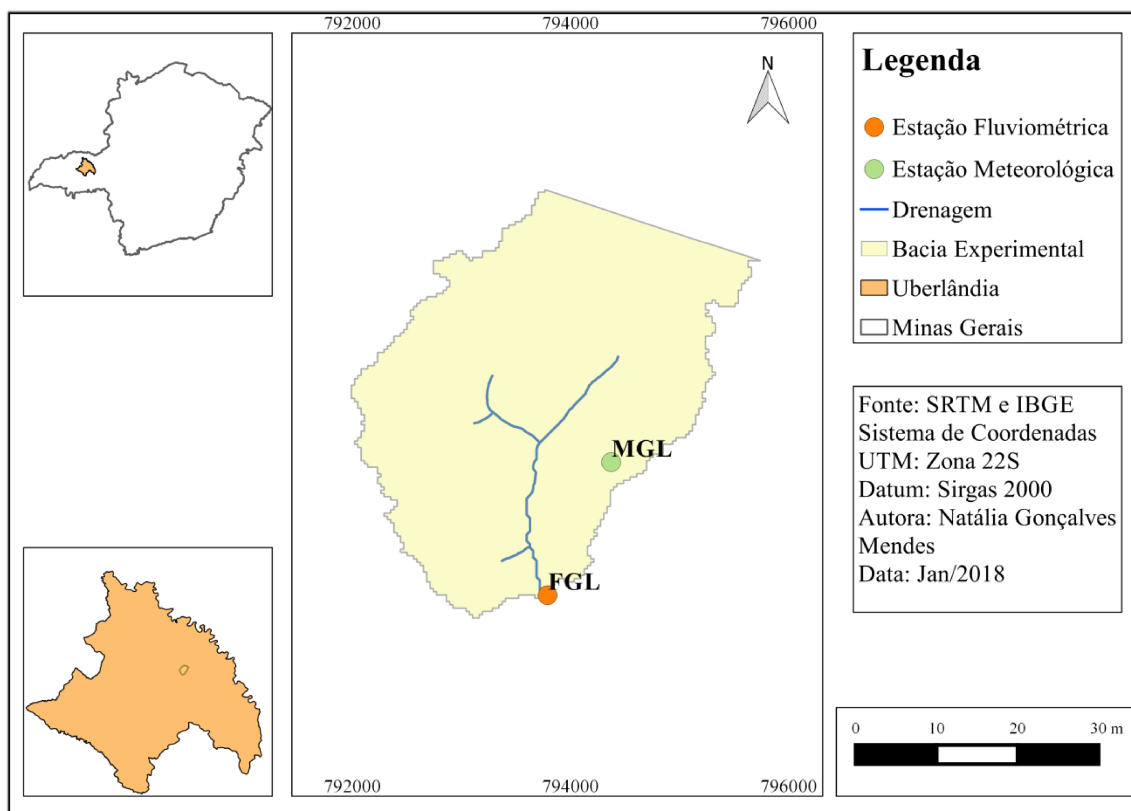 792000 794000 796000
N
MGL
FGL
792000 794000 796000
Legenda
Estação Fluviométrica
Estação Meteorológica
Drenagem
Bacia Experimental
Uberlândia
Minas Gerais
Fonte: SRTM e IBGE
Sistema de Coordenadas
UTM: Zona 22S
Datum: Sirgas 2000
Autora: Natália Gonçalves
Mendes
Data: Jan/2018
0 10 20 30 m